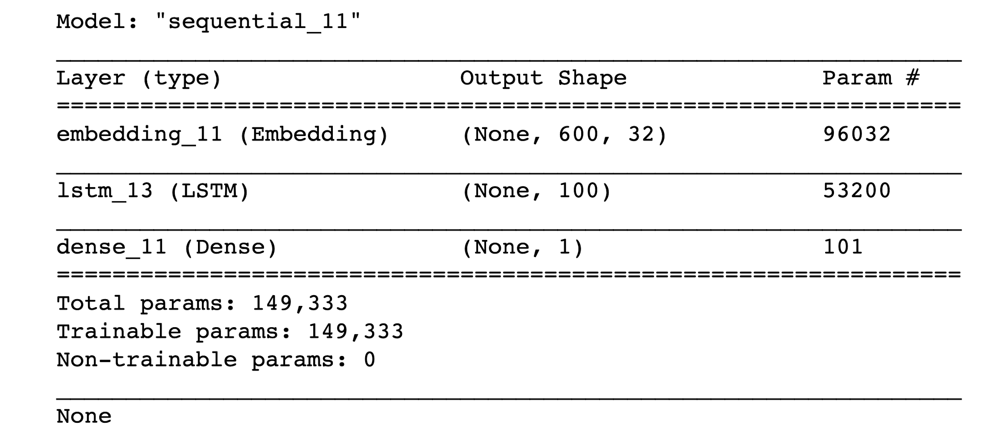 Model: "sequential_11"
_________________________________________________________________
Layer (type)                 Output Shape              Param #
=================================================================
embedding_11 (Embedding)     (None, 600, 32)           96032
_________________________________________________________________
lstm_13 (LSTM)               (None, 100)               53200
_________________________________________________________________
dense_11 (Dense)             (None, 1)                 101
=================================================================
Total params: 149,333
Trainable params: 149,333
Non-trainable params: 0
_________________________________________________________________
None